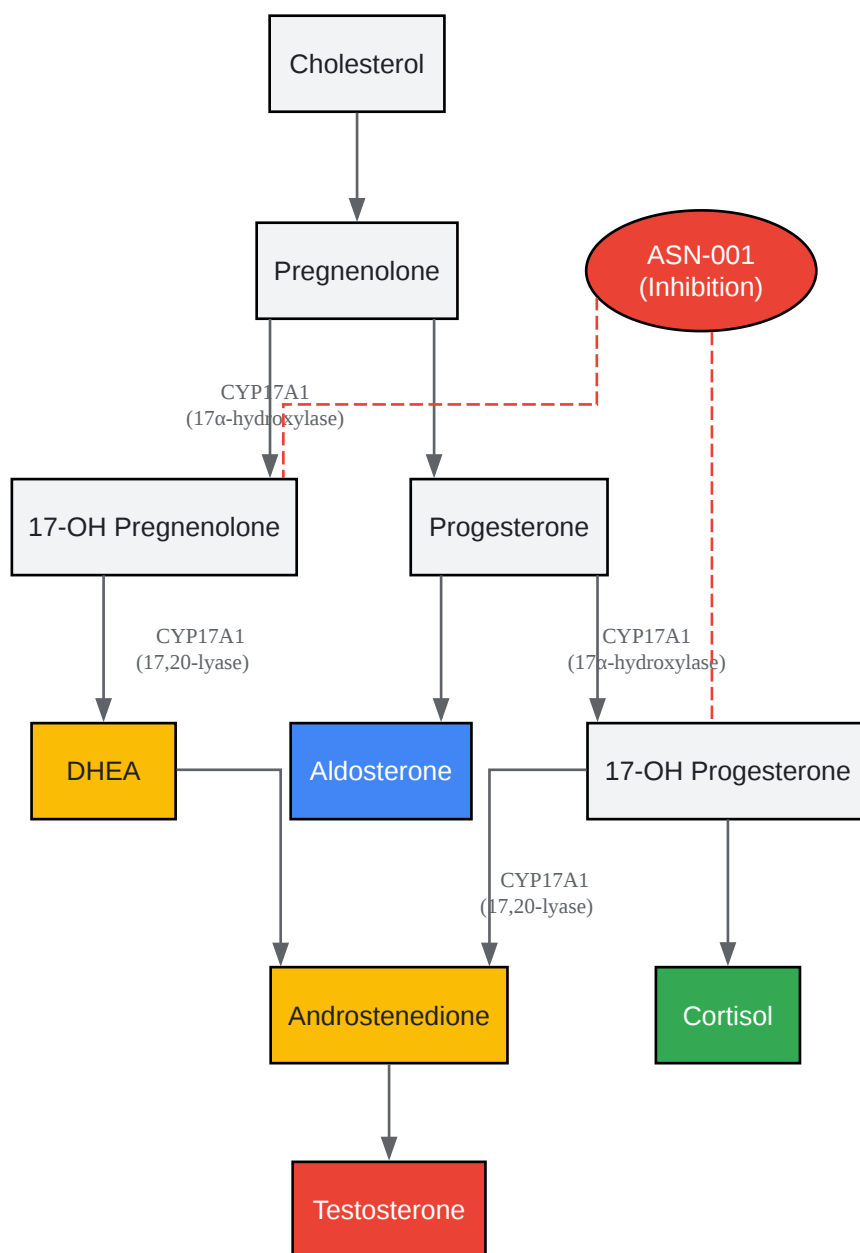 Cholesterol
Pregnenolone
ASN-001
(Inhibition)
CYP17A1
(17α-hydroxylase)
17-OH Pregnenolone
Progesterone
CYP17A1
(17,20-lyase)
CYP17A1
(17α-hydroxylase)
DHEA
Aldosterone
17-OH Progesterone
CYP17A1
(17,20-lyase)
Androstenedione
Cortisol
Testosterone